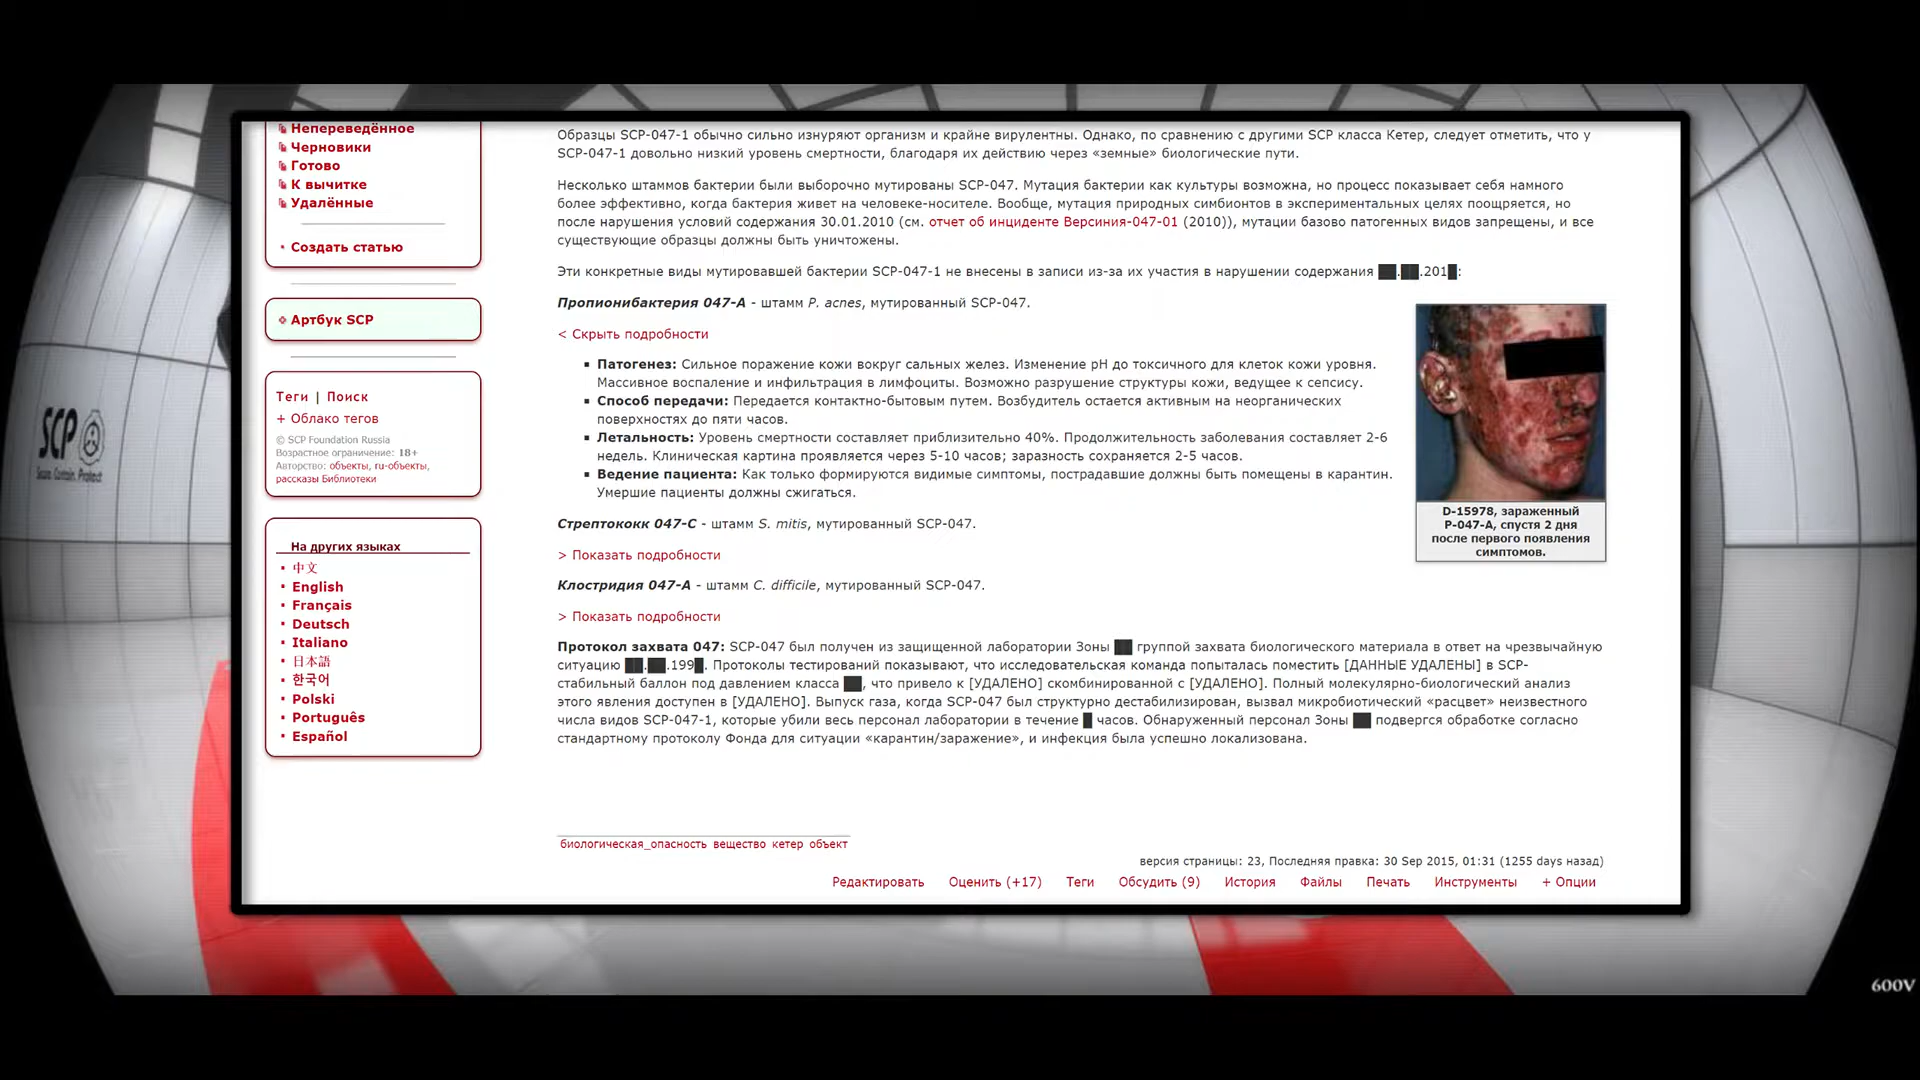 Непереведённое
Черновики
Готово
К вычитке
Удалённые
Создать статью
Артбук SCP
Теги | Поиск
+ Облако тегов
© SCP Foundation Russia
Возрастное ограничение: 18+
Авторство: объекты, ru-объекты,
рассказы Библиотеки
На других языках
中文
English
Français
Deutsch
Italiano
日本語
한국어
Polski
Português
Español
Образцы SCP-047-1 обычно сильно изнуряют организм и крайне вирулентны. Однако, по сравнению с другими SCP класса Кетер, следует отметить, что у
SCP-047-1 довольно низкий уровень смертности, благодаря их действию через «земные» биологические пути.
Несколько штаммов бактерии были выборочно мутированы SCP-047. Мутация бактерии как культуры возможна, но процесс показывает себя намного
более эффективно, когда бактерия живет на человеке-носителе. Вообще, мутация природных симбионтов в экспериментальных целях поощряется, но
после нарушения условий содержания 30.01.2010 (см. отчет об инциденте Версиния-047-01 (2010)), мутации базово патогенных видов запрещены, и все
существующие образцы должны быть уничтожены.
Эти конкретные виды мутировавшей бактерии SCP-047-1 не внесены в записи из-за их участия в нарушении содержания ██.██.201█:
Пропионибактерия 047-A - штамм P. acnes, мутированный SCP-047.
< Скрыть подробности
Патогенез: Сильное поражение кожи вокруг сальных желез. Изменение pH до токсичного для клеток кожи уровня.
Массивное воспаление и инфильтрация в лимфоциты. Возможно разрушение структуры кожи, ведущее к сепсису.
Способ передачи: Передается контактно-бытовым путем. Возбудитель остается активным на неорганических
поверхностях до пяти часов.
Летальность: Уровень смертности составляет приблизительно 40%. Продолжительность заболевания составляет 2-6
недель. Клиническая картина проявляется через 5-10 часов; заразность сохраняется 2-5 часов.
Ведение пациента: Как только формируются видимые симптомы, пострадавшие должны быть помещены в карантин.
Умершие пациенты должны сжигаться.
D-15978, зараженный
P-047-A, спустя 2 дня
после первого появления
симптомов.
Стрептококк 047-C - штамм S. mitis, мутированный SCP-047.
> Показать подробности
Клостридия 047-A - штамм C. difficile, мутированный SCP-047.
> Показать подробности
Протокол захвата 047: SCP-047 был получен из защищенной лаборатории Зоны ██ группой захвата биологического материала в ответ на чрезвычайную
ситуацию ██.██.199█. Протоколы тестирований показывают, что исследовательская команда попыталась поместить [ДАННЫЕ УДАЛЕНЫ] в SCP-
стабильный баллон под давлением класса ██, что привело к [УДАЛЕНО] скомбинированной с [УДАЛЕНО]. Полный молекулярно-биологический анализ
этого явления доступен в [УДАЛЕНО]. Выпуск газа, когда SCP-047 был структурно дестабилизирован, вызвал микробиотический «расцвет» неизвестного
числа видов SCP-047-1, которые убили весь персонал лаборатории в течение █ часов. Обнаруженный персонал Зоны ██ подвергся обработке согласно
стандартному протоколу Фонда для ситуации «карантин/заражение», и инфекция была успешно локализована.
биологическая_опасность вещество кетер объект
версия страницы: 23, Последняя правка: 30 Sep 2015, 01:31 (1255 days назад)
Редактировать Оценить (+17) Теги Обсудить (9) История Файлы Печать Инструменты + Опции
SCP
Secure. Contain. Protect
600V